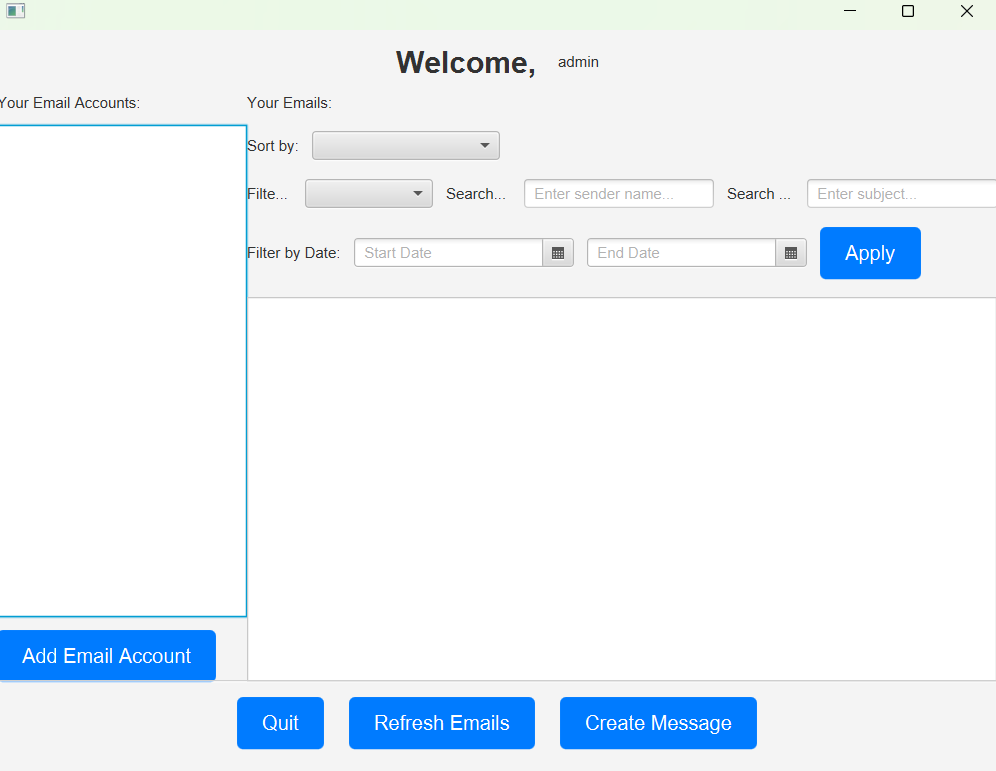 Welcome, admin
Your Email Accounts:
Your Emails:
Sort by:
Filte... Search... Enter sender name... Search ... Enter subject...
Filter by Date: Start Date End Date Apply
Add Email Account
Quit Refresh Emails Create Message